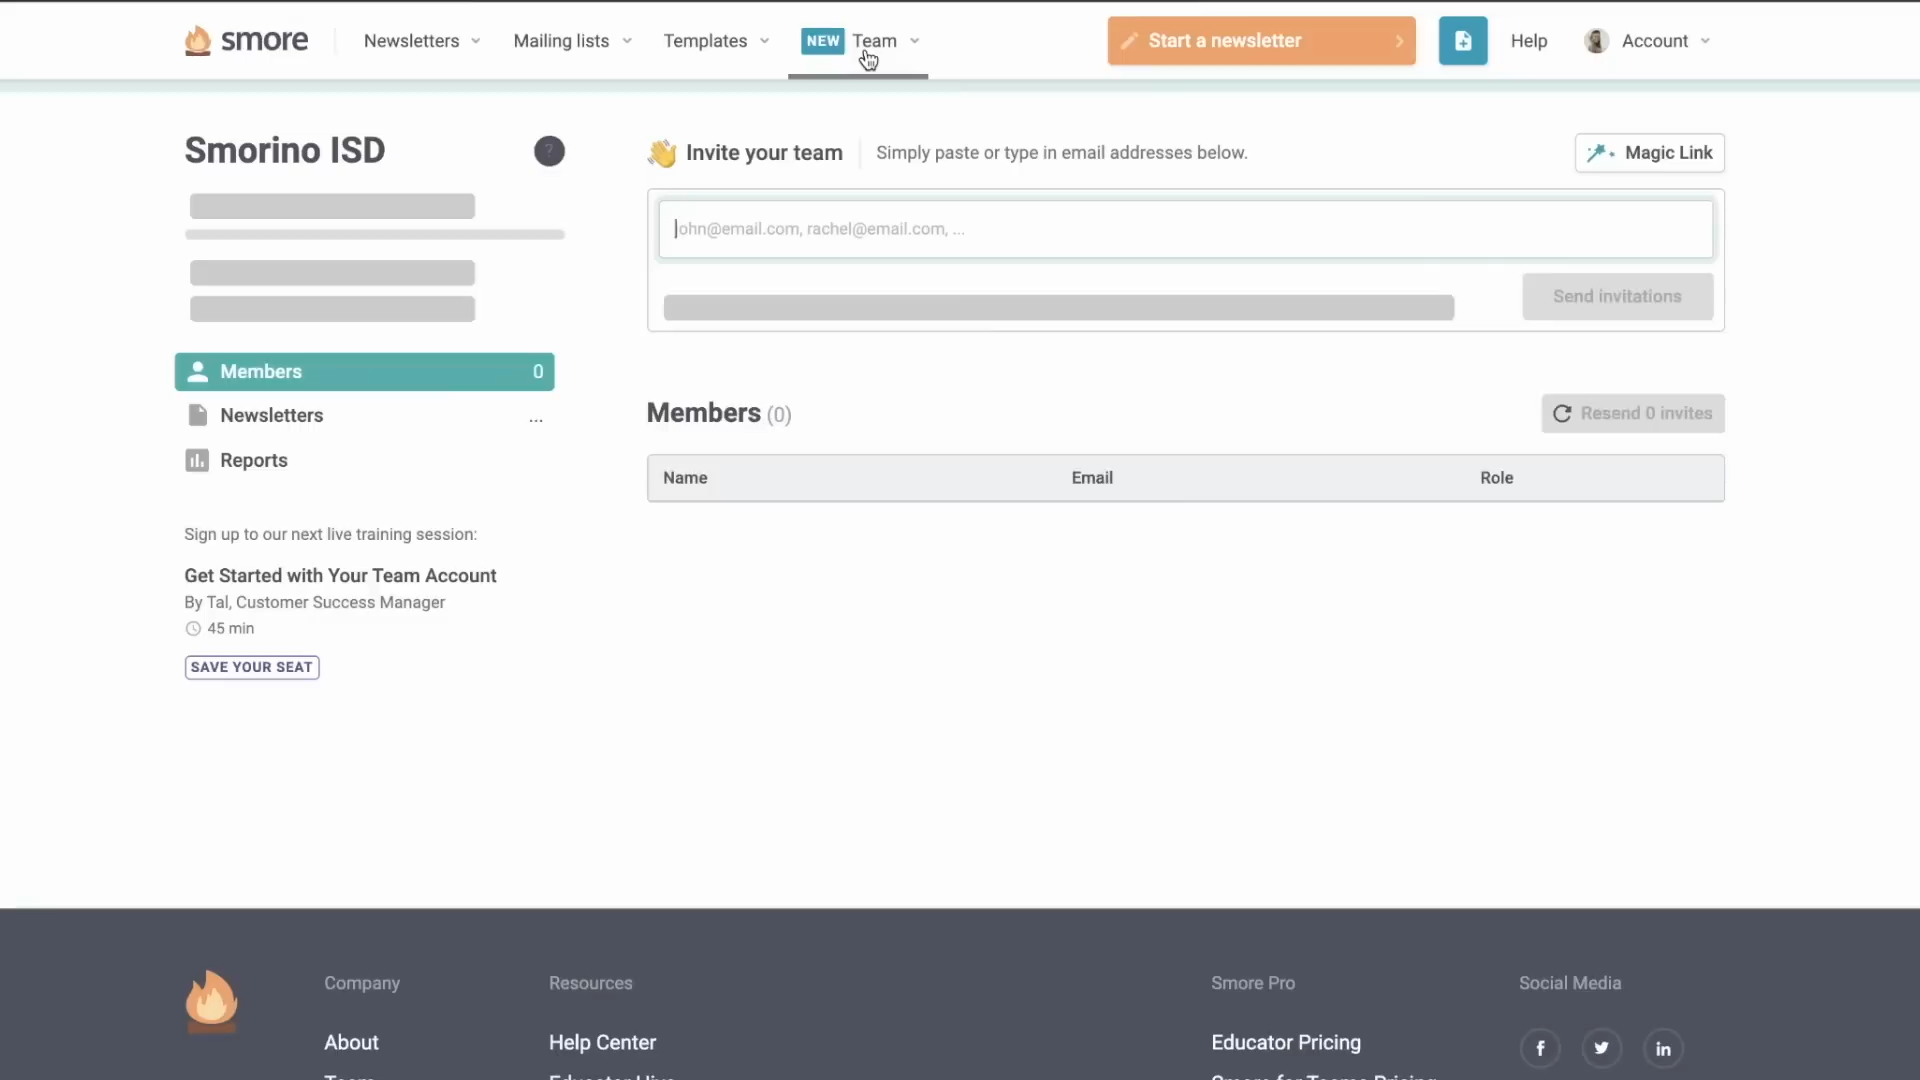 smore
Newsletters
Mailing lists
Templates
NEW Team
Start a newsletter
Help
Account
Smorino ISD
?
Invite your team
Simply paste or type in email addresses below.
Magic Link
john@email.com, rachel@email.com, ...
Send invitations
Members 0
Newsletters ...
Reports
Members (0)
Resend 0 invites
Name Email Role
Sign up to our next live training session:
Get Started with Your Team Account
By Tal, Customer Success Manager
45 min
SAVE YOUR SEAT
Company
About
Resources
Help Center
Smore Pro
Educator Pricing
Social Media